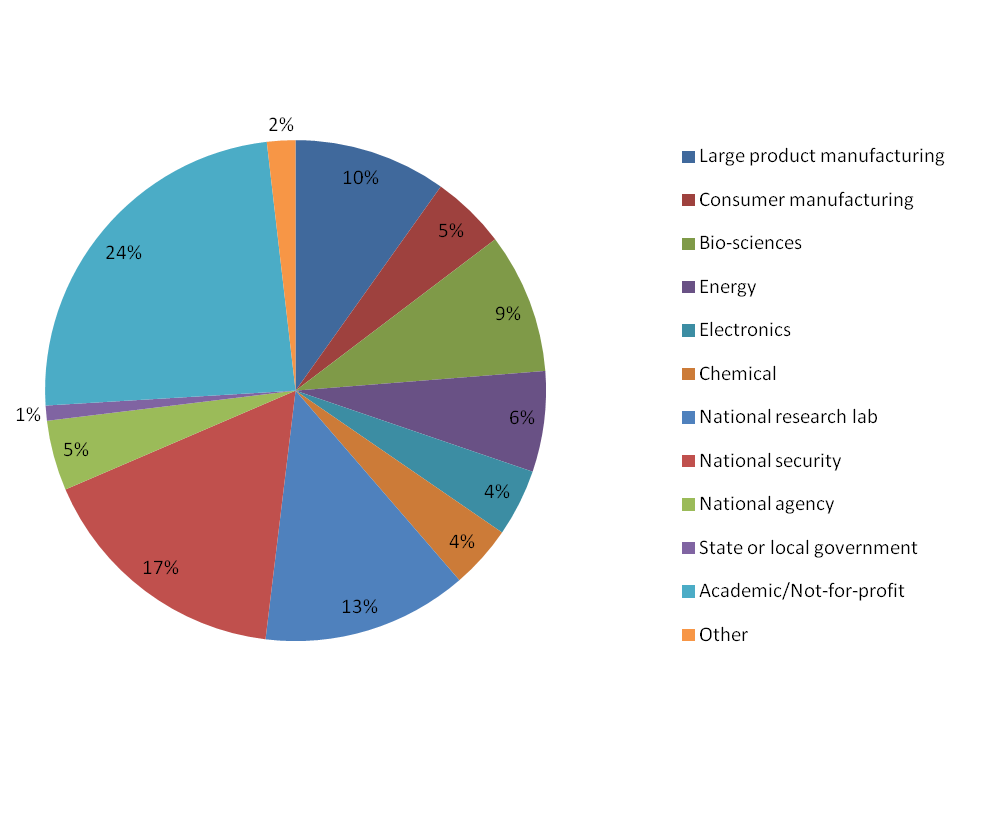 2%
10%
5%
9%
6%
4%
4%
13%
17%
5%
1%
24%
Large product manufacturing
Consumer manufacturing
Bio-sciences
Energy
Electronics
Chemical
National research lab
National security
National agency
State or local government
Academic/Not-for-profit
Other